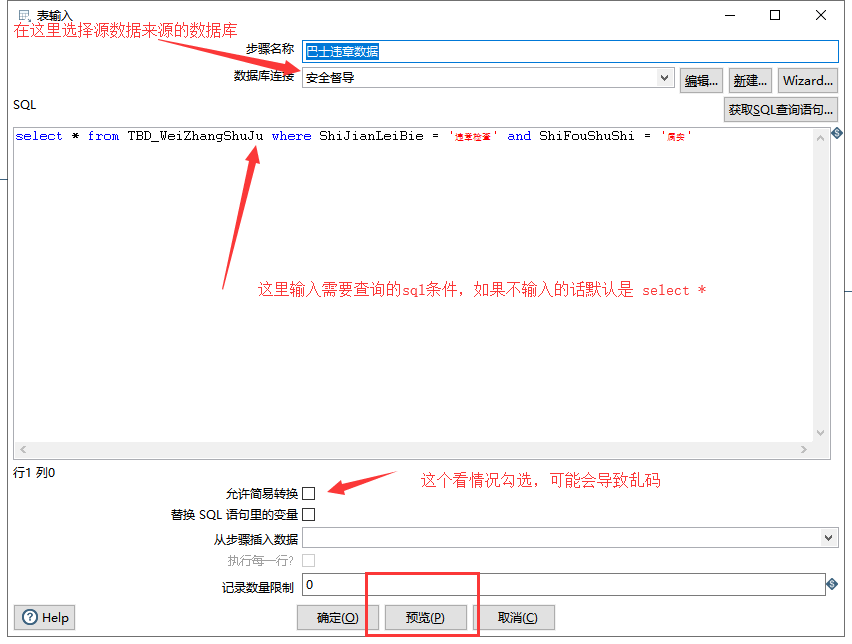 表输入
在这里选择源数据来源的数据库
步骤名称 巴士违章数据
数据库连接 安全督导 编辑... 新建... Wizard...
SQL 获取SQL查询语句...
select * from TBD_WeiZhangShuJu where ShiJianLeiBie = '违章检查' and ShiFouShuShi = '属实'
这里输入需要查询的sql条件，如果不输入的话默认是 select *
行1 列0
这个看情况勾选，可能会导致乱码
允许简易转换
替换 SQL 语句里的变量
从步骤插入数据
执行每一行?
记录数量限制 0
Help 确定(O) 预览(P) 取消(C)